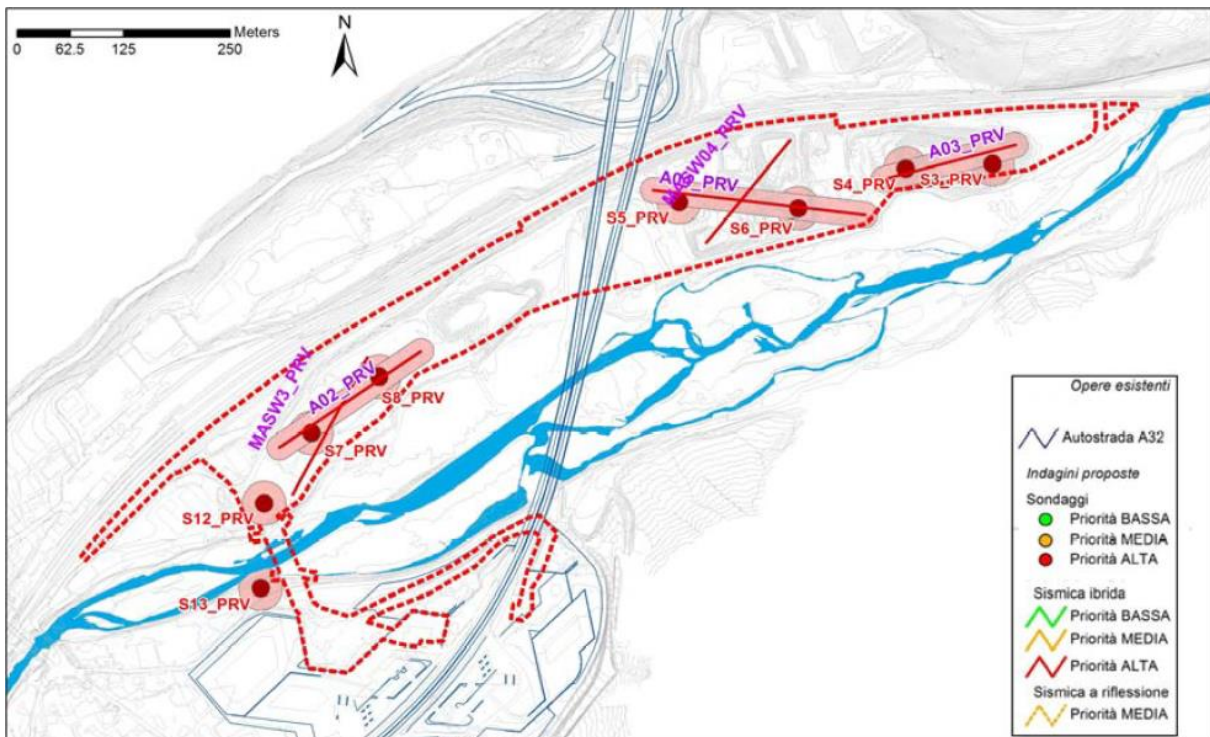 Meters
0 62.5 125 250
N
MASW04_PRV
A03_PRV
S4_PRV
S3_PRV
S5_PRV
S6_PRV
MASW3_PRV
A02_PRV
S8_PRV
S7_PRV
S12_PRV
S13_PRV
Opere esistenti
Autostrada A32
Indagini proposte
Sondaggi
Priorità BASSA
Priorità MEDIA
Priorità ALTA
Sismica ibrida
Priorità BASSA
Priorità MEDIA
Priorità ALTA
Sismica a riflessione
Priorità MEDIA